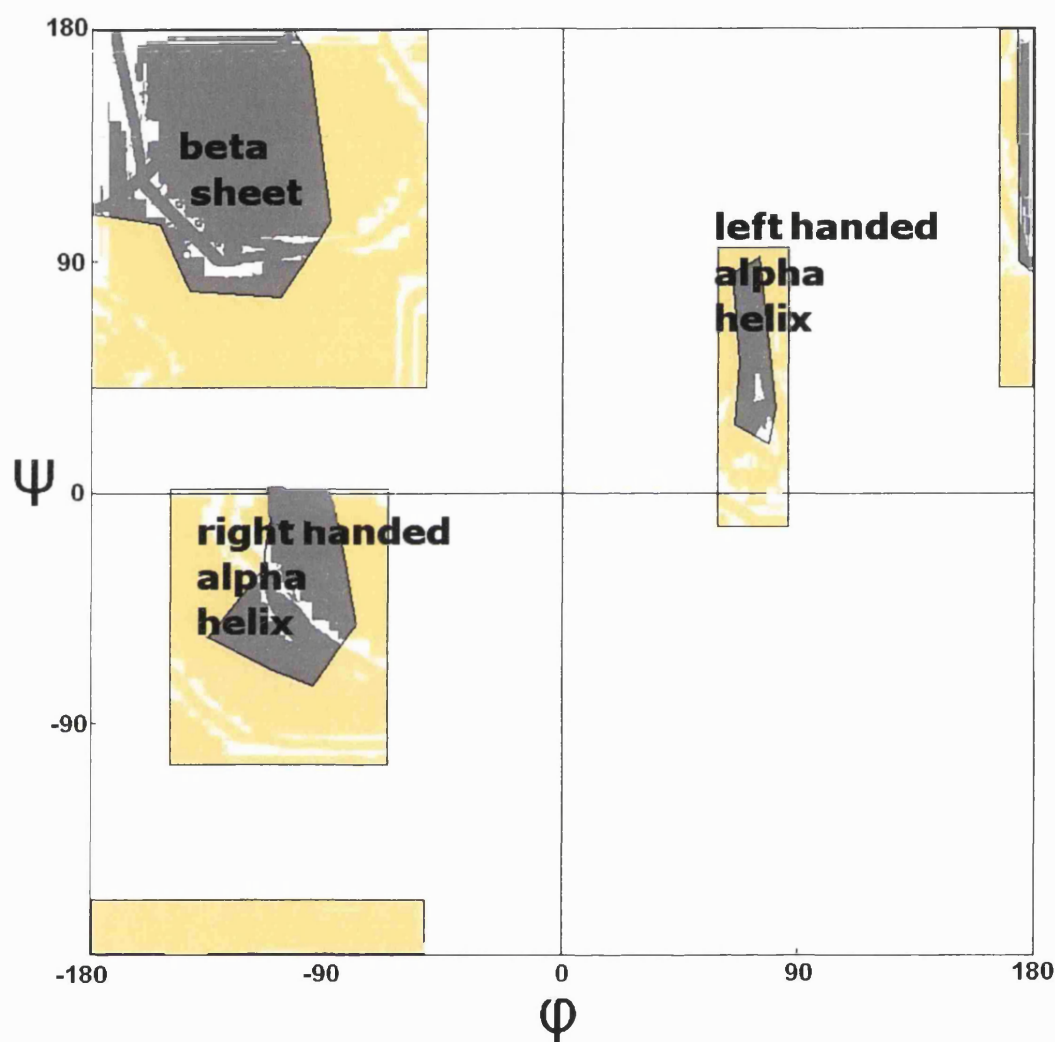 180
beta
sheet
left handed
90
alpha
helix
Ψ
0
right handed
alpha
helix
-90
-180
-90
0
90
180
φ